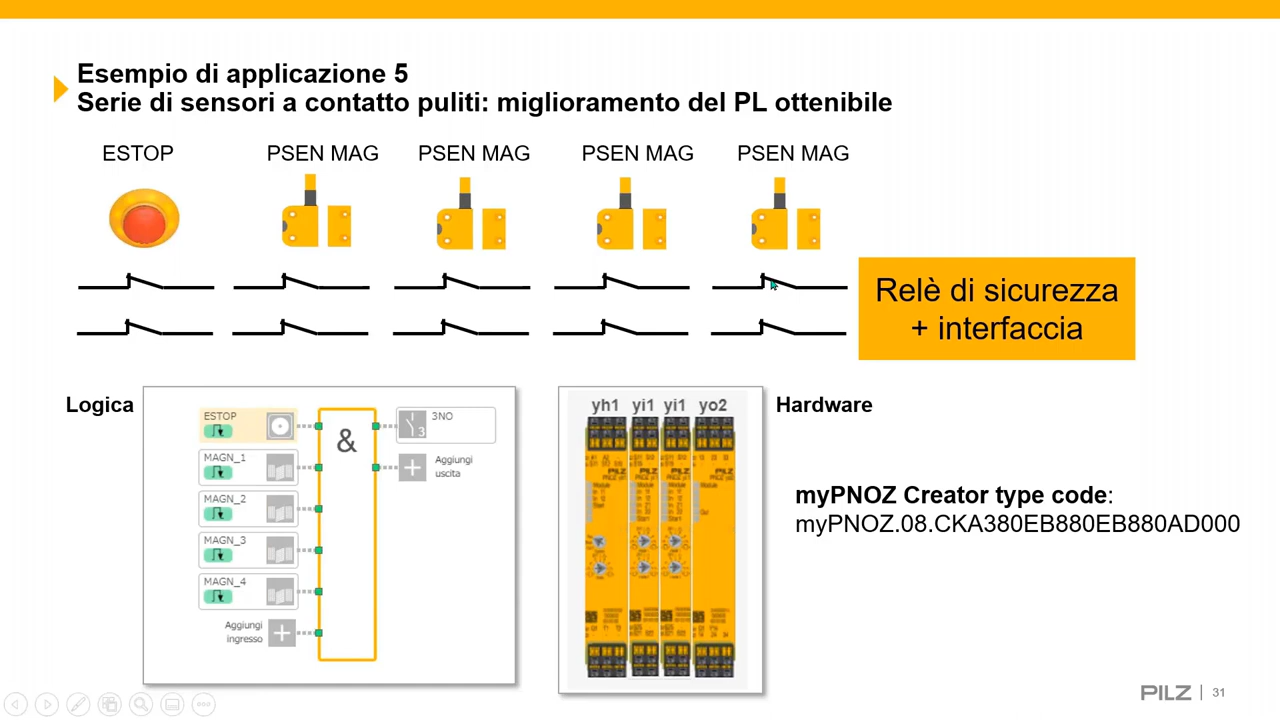 Esempio di applicazione 5
Serie di sensori a contatto puliti: miglioramento del PL ottenibile
ESTOP
PSEN MAG
PSEN MAG
PSEN MAG
PSEN MAG
Relè di sicurezza
+ interfaccia
Logica
ESTOP
MAGN_1
MAGN_2
MAGN_3
MAGN_4
Aggiungi
ingresso
&
3NO
3
Aggiungi
uscita
yh1 yi1 yi1 yo2
Hardware
myPNOZ Creator type code:
myPNOZ.08.CKA380EB880EB880AD000
PILZ
31